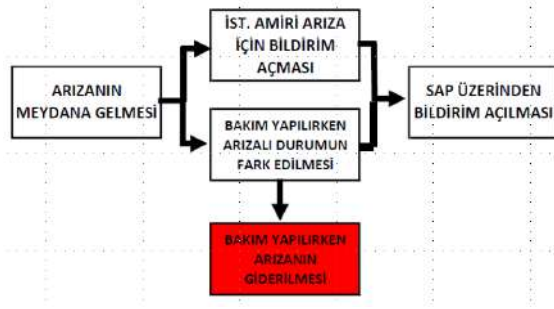 İST. AMİRİ ARIZA
İÇİN BİLDİRİM
AÇMASI
ARIZANIN
MEYDANA GELMESİ
SAP ÜZERİNDEN
BİLDİRİM AÇILMASI
BAKIM YAPILIRKEN
ARIZALI DURUMUN
FARK EDİLMESİ
BAKIM YAPILIRKEN
ARIZANIN
GİDERİLMESİ